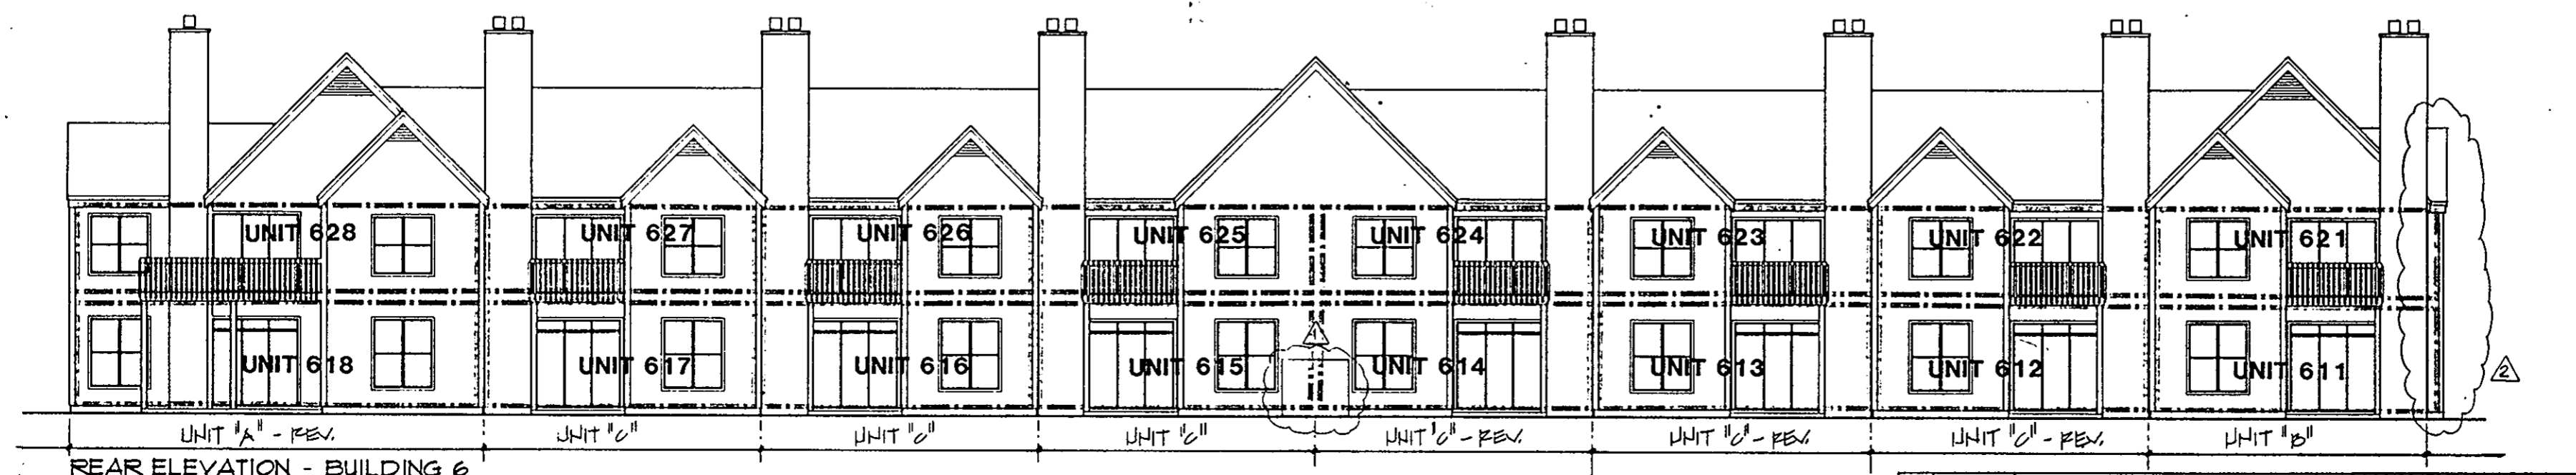 UNIT 628 UNIT 627 UNIT 626 UNIT 625 UNIT 624 UNIT 623 UNIT 622 UNIT 621
1
UNIT 618 UNIT 617 UNIT 616 UNIT 615 UNIT 614 UNIT 613 UNIT 612 UNIT 611
2
UNIT "A" - REV. UNIT "C" UNIT "C" UNIT "C" UNIT "C" - REV. UNIT "C" - REV. UNIT "C" - REV. UNIT "B"
REAR ELEVATION - BUILDING 6